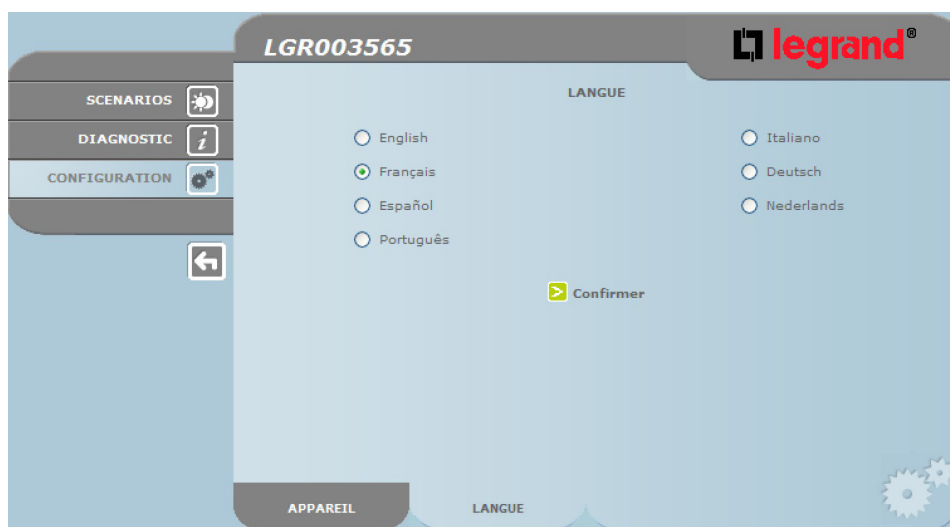 LGR003565
legrand®
SCENARIOS
DIAGNOSTIC
CONFIGURATION
LANGUE
English
Français
Español
Português
Italiano
Deutsch
Nederlands
Confirmer
APPAREIL
LANGUE